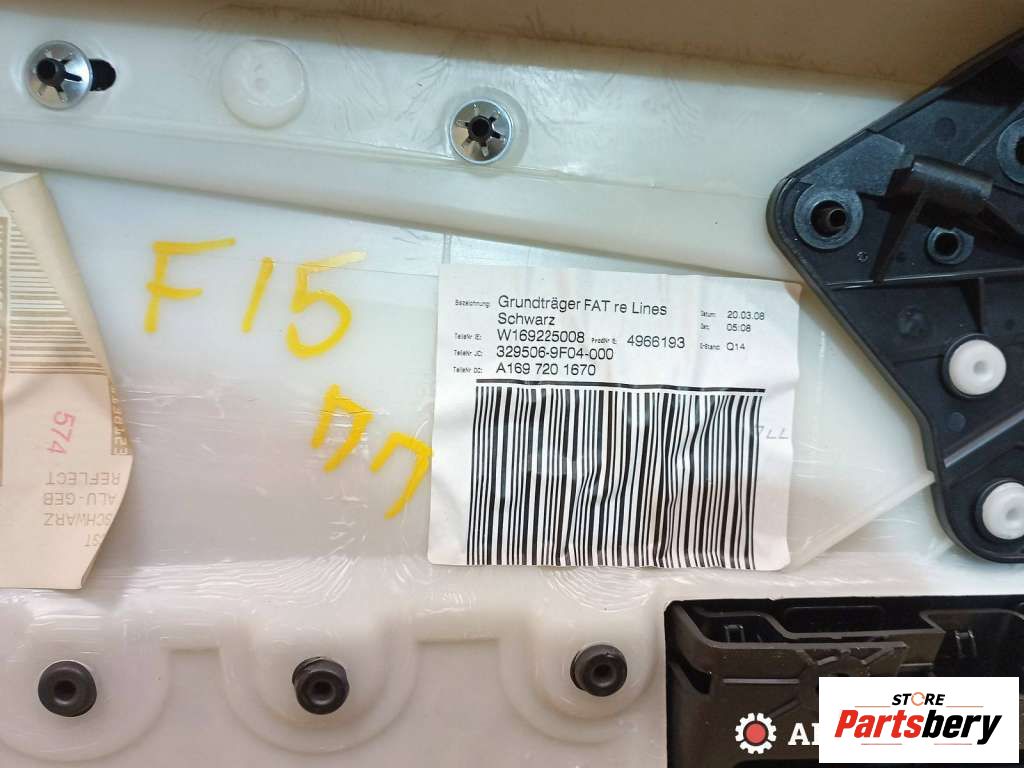 F15
пп
Bezeichnung: Grundträger FAT re Lines
Schwarz
Datum: 20.03.08
Zeit: 05:08
TeileNr IE: W169225008 ProdNr IE: 4966193 E-Stand: Q14
TeileNr JC: 329506-9F04-000
TeileNr DC: A169 720 1670
574
REFLECT
ALU-GEB
SCHWARZ
STORE
Partsbery